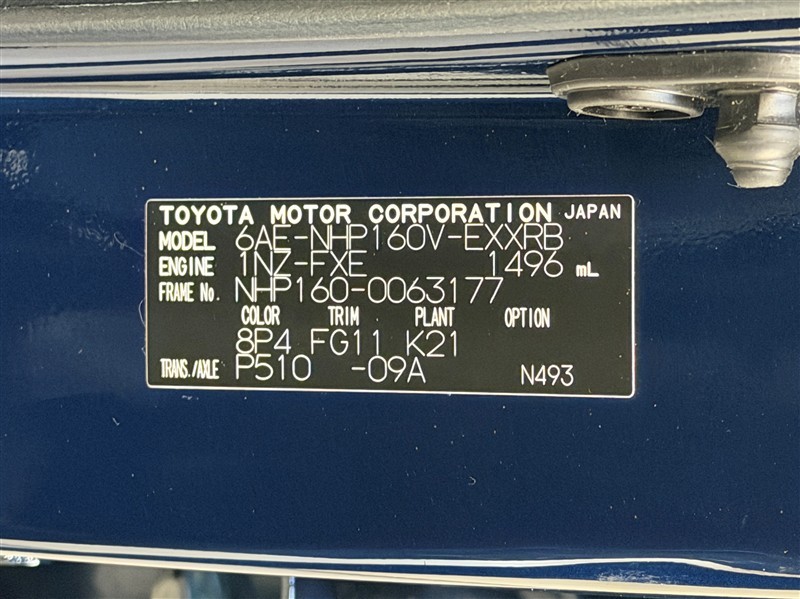 TOYOTA MOTOR CORPORATION JAPAN
MODEL 6AE-NHP160V-EXXRB
ENGINE 1NZ-FXE 1496 mL
FRAME No. NHP160-0063177
COLOR TRIM PLANT OPTION
8P4 FG11 K21
TRANS./AXLE P510 -09A N493